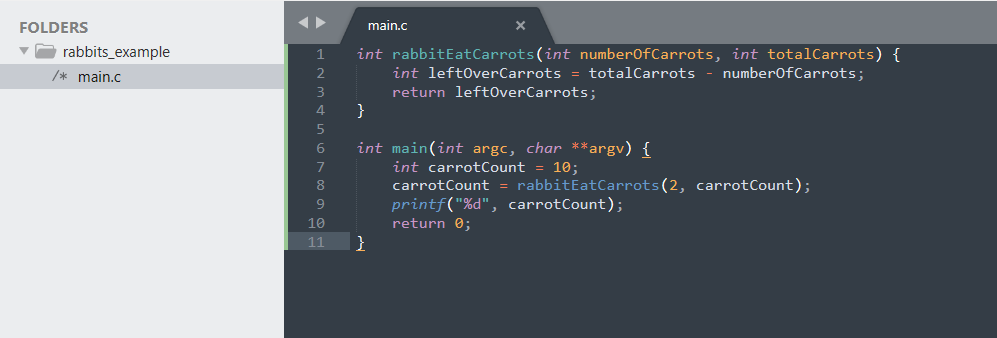 FOLDERS
rabbits_example
/* main.c
main.c ×
1 int rabbitEatCarrots(int numberOfCarrots, int totalCarrots) {
2     int leftOverCarrots = totalCarrots - numberOfCarrots;
3     return leftOverCarrots;
4 }
5
6 int main(int argc, char **argv) {
7     int carrotCount = 10;
8     carrotCount = rabbitEatCarrots(2, carrotCount);
9     printf("%d", carrotCount);
10     return 0;
11 }